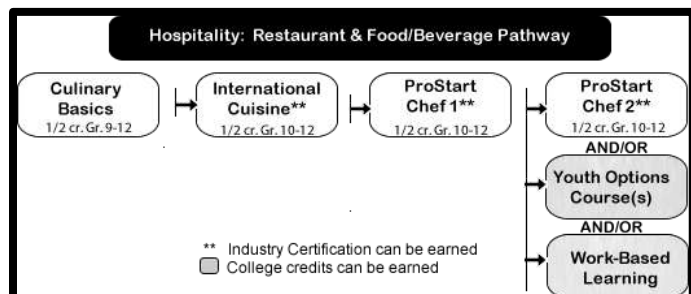 Hospitality: Restaurant & Food/Beverage Pathway
Culinary
Basics
1/2 cr. Gr. 9-12
International
Cuisine**
1/2 cr. Gr. 10-12
ProStart
Chef 1**
1/2 cr. Gr. 10-12
ProStart
Chef 2**
1/2 cr. Gr. 10-12
AND/OR
Youth Options
Course(s)
AND/OR
Work-Based
Learning
** Industry Certification can be earned
College credits can be earned